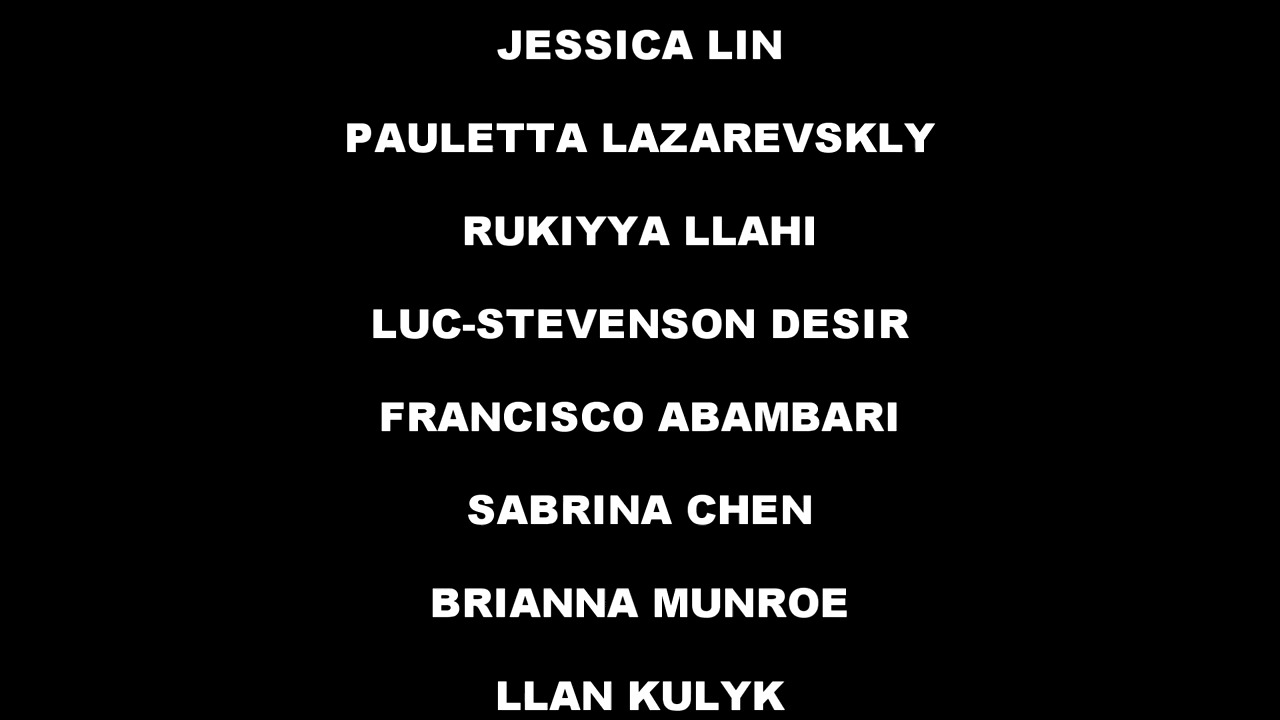 JESSICA LIN
PAULETTA LAZAREVSKLY
RUKIYYA LLAHI
LUC-STEVENSON DESIR
FRANCISCO ABAMBARI
SABRINA CHEN
BRIANNA MUNROE
LLAN KULYK